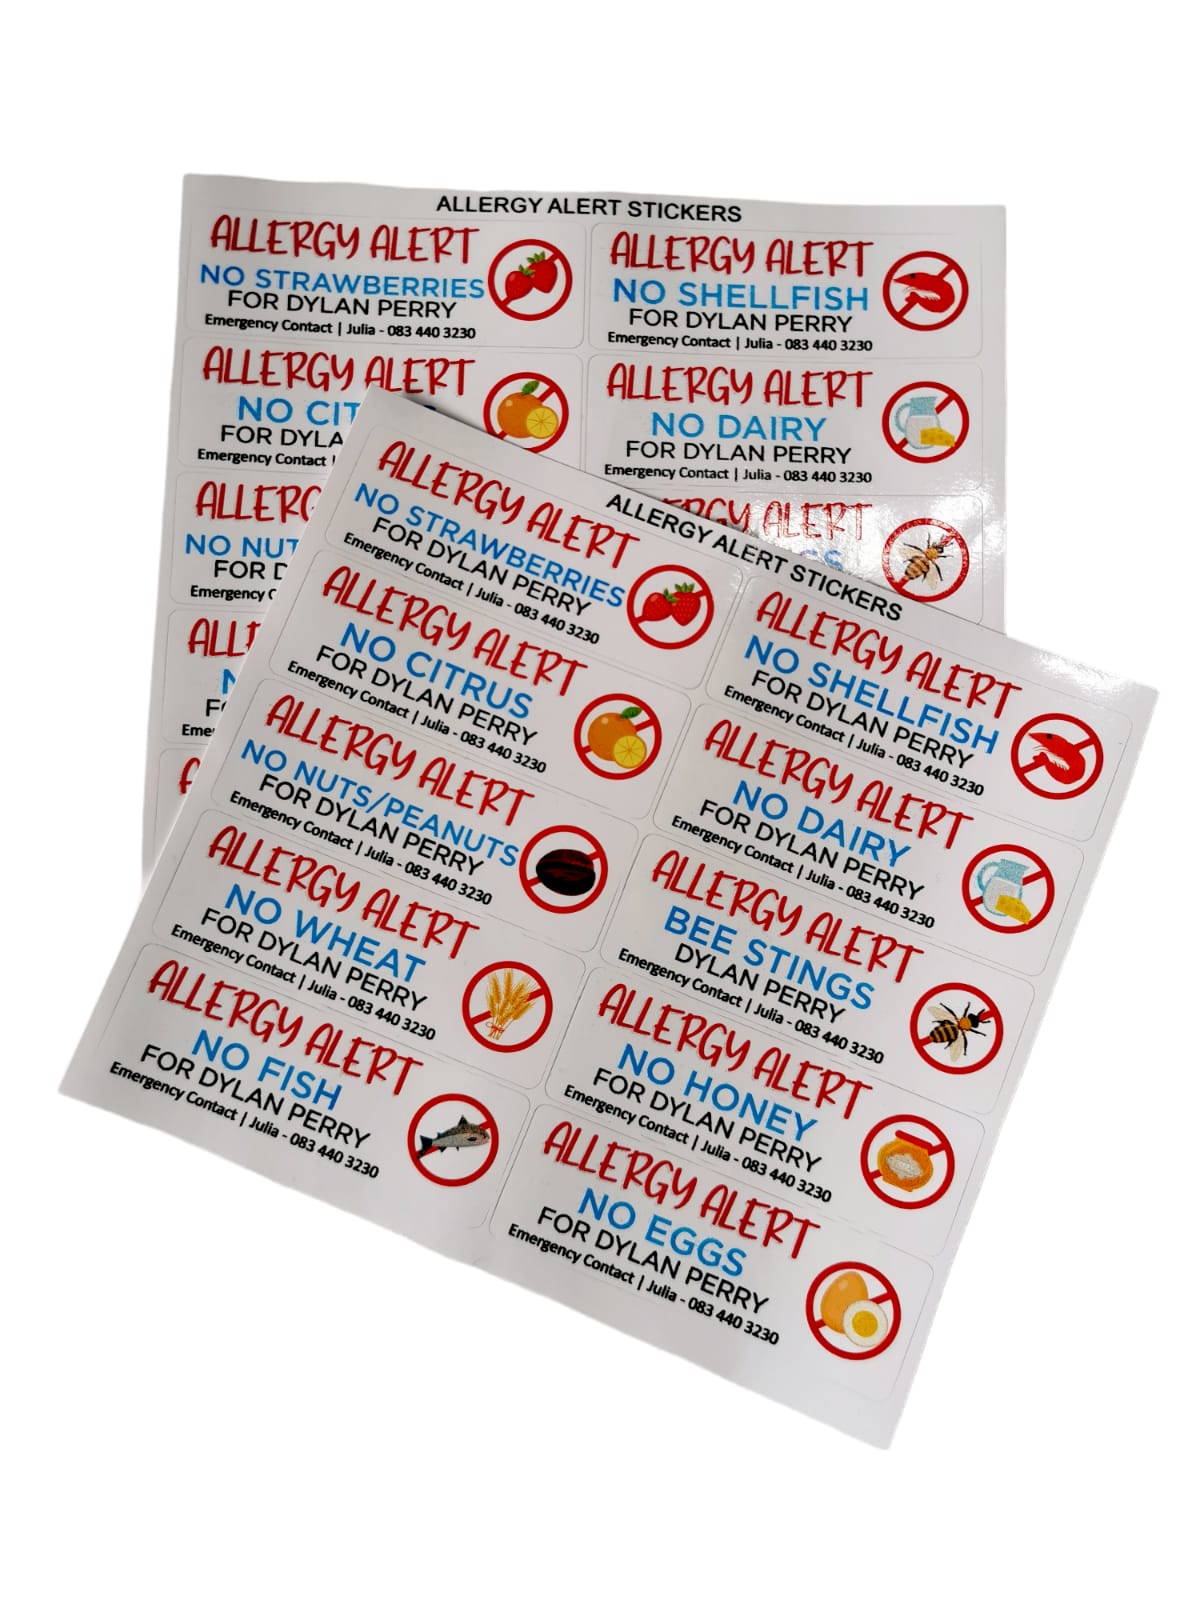 ALLERGY ALERT STICKERS
ALLERGY ALERT
NO STRAWBERRIES
FOR DYLAN PERRY
Emergency Contact | Julia - 083 440 3230
ALLERGY ALERT
NO SHELLFISH
FOR DYLAN PERRY
Emergency Contact | Julia - 083 440 3230
ALLERGY ALERT
NO
FOR
Emergency Contact |
ALLERGY ALERT
NO DAIRY
FOR DYLAN PERRY
Emergency Contact | Julia - 083 440 3230
NO
FOR
Emergency
ALERT
ALLERGY ALERT STICKERS
ALLERGY ALERT
NO STRAWBERRIES
FOR DYLAN PERRY
Emergency Contact | Julia - 083 440 3230
ALLERGY ALERT
NO CITRUS
FOR DYLAN PERRY
Emergency Contact | Julia - 083 440 3230
ALLERGY ALERT
NO NUTS/PEANUTS
FOR DYLAN PERRY
Emergency Contact | Julia - 083 440 3230
ALLERGY ALERT
NO WHEAT
FOR DYLAN PERRY
Emergency Contact | Julia - 083 440 3230
ALLERGY ALERT
NO FISH
FOR DYLAN PERRY
Emergency Contact | Julia - 083 440 3230
ALLERGY ALERT
NO SHELLFISH
FOR DYLAN PERRY
Emergency Contact | Julia - 083 440 3230
ALLERGY ALERT
NO DAIRY
FOR DYLAN PERRY
Emergency Contact | Julia - 083 440 3230
ALLERGY ALERT
BEE STINGS
DYLAN PERRY
Emergency Contact | Julia - 083 440 3230
ALLERGY ALERT
NO HONEY
FOR DYLAN PERRY
Emergency Contact | Julia - 083 440 3230
ALLERGY ALERT
NO EGGS
FOR DYLAN PERRY
Emergency Contact | Julia - 083 440 3230